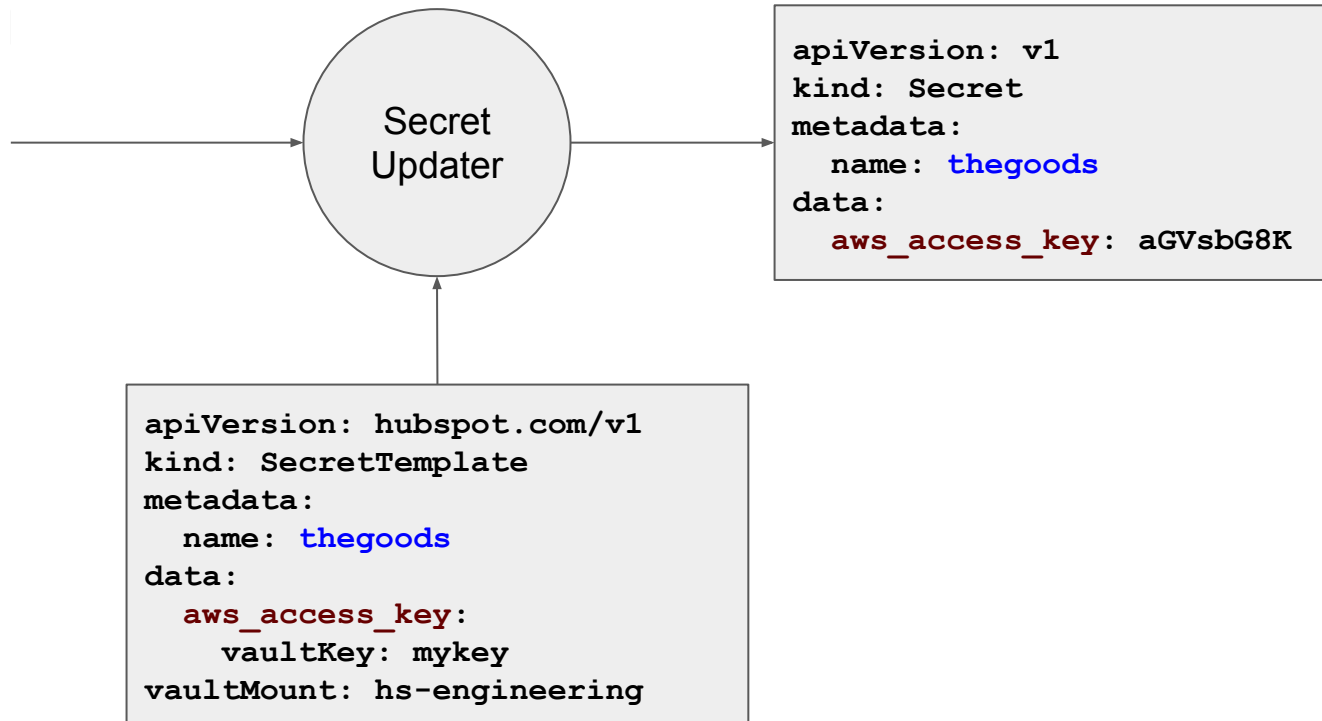 Secret
Updater
apiVersion: v1
kind: Secret
metadata:
  name: thegoods
data:
  aws_access_key: aGVsbG8K
apiVersion: hubspot.com/v1
kind: SecretTemplate
metadata:
  name: thegoods
data:
  aws_access_key:
    vaultKey: mykey
vaultMount: hs-engineering